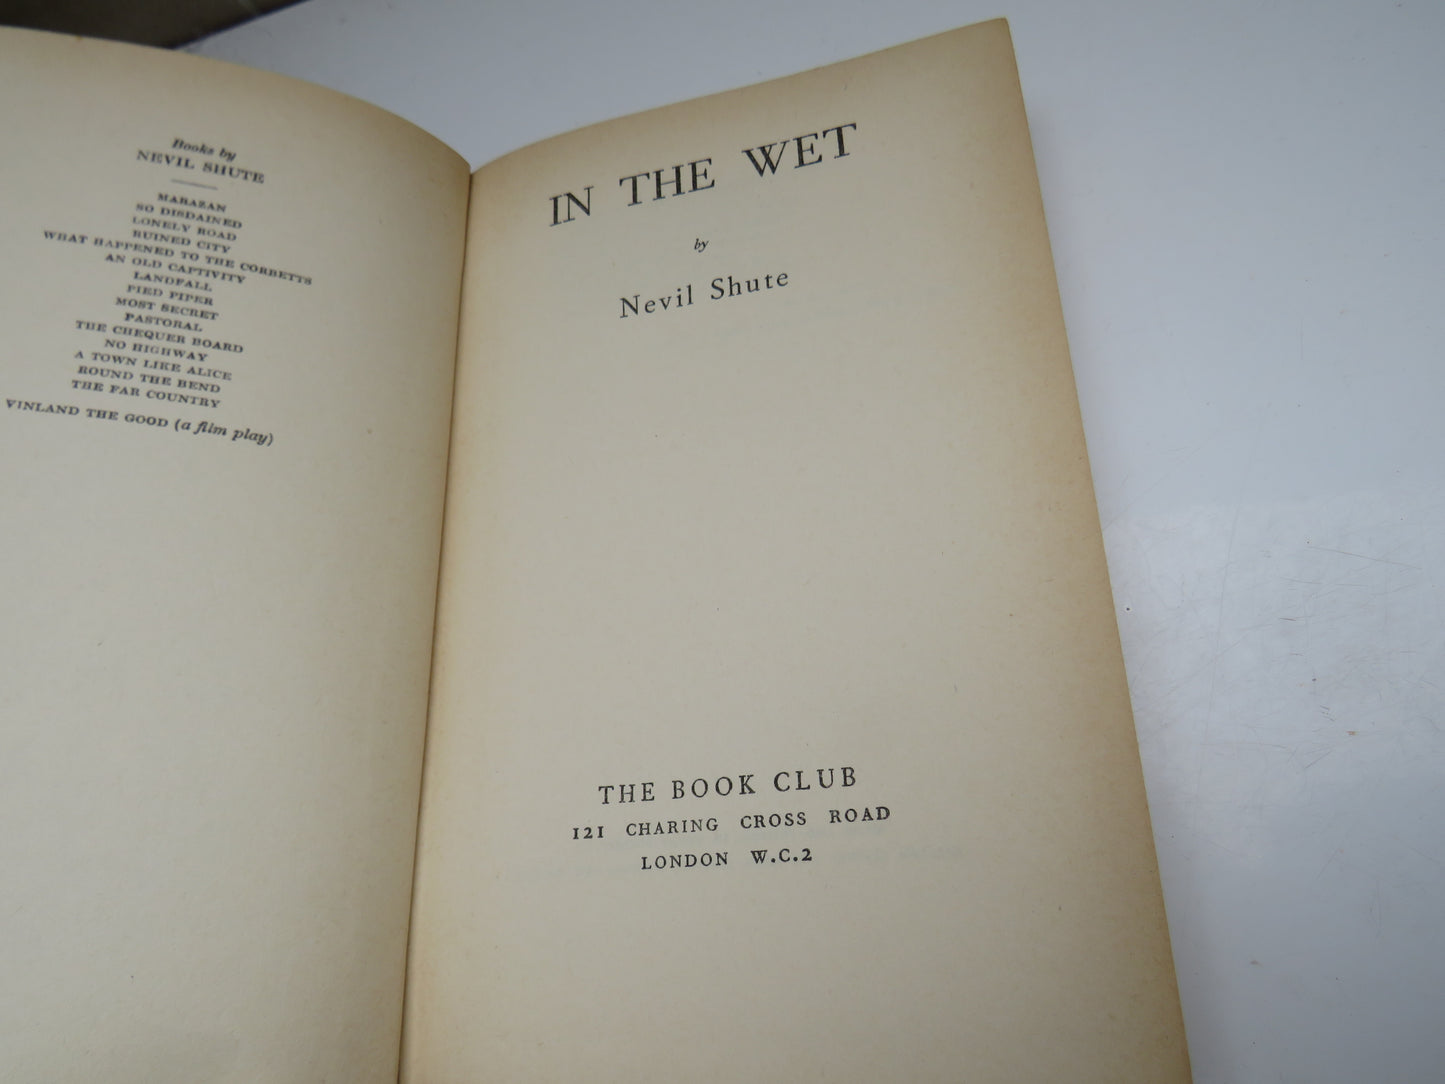 Books by
NEVIL SHUTE
MARAZAN
SO DISDAINED
LONELY ROAD
RUINED CITY
WHAT HAPPENED TO THE CORBETTS
AN OLD CAPTIVITY
LANDFALL
PIED PIPER
MOST SECRET
PASTORAL
THE CHEQUER BOARD
NO HIGHWAY
A TOWN LIKE ALICE
ROUND THE BEND
THE FAR COUNTRY
VINLAND THE GOOD (a film play)
IN THE WET
by
Nevil Shute
THE BOOK CLUB
121 CHARING CROSS ROAD
LONDON W.C.2